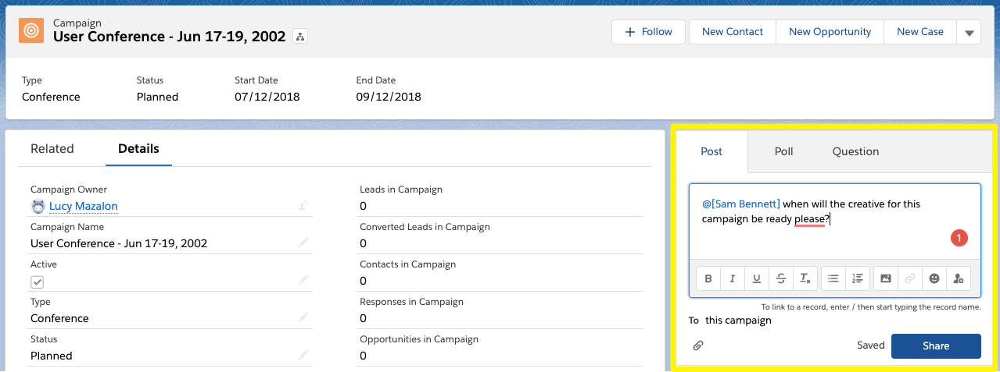 Campaign
User Conference - Jun 17-19, 2002
Follow New Contact New Opportunity New Case
Type Status Start Date End Date
Conference Planned 07/12/2018 09/12/2018
Related Details
Campaign Owner
Lucy Mazalon
Campaign Name
User Conference - Jun 17-19, 2002
Active
Type
Conference
Status
Planned
Leads in Campaign
0
Converted Leads in Campaign
0
Contacts in Campaign
0
Responses in Campaign
0
Opportunities in Campaign
0
Post Poll Question
@[Sam Bennett] when will the creative for this
campaign be ready please?
1
B I U S Tx
To link to a record, enter / then start typing the record name.
To this campaign
Saved Share